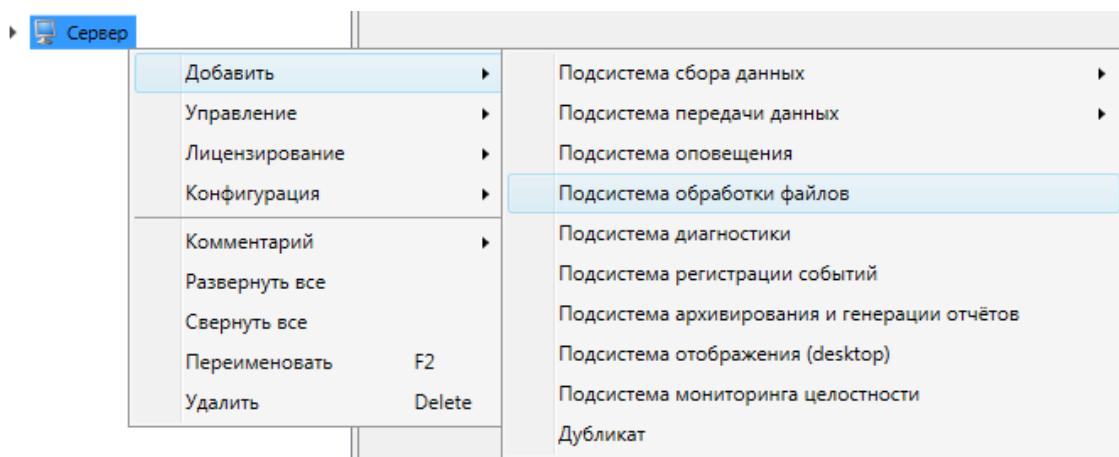 Сервер
Добавить
Управление
Лицензирование
Конфигурация
Комментарий
Развернуть все
Свернуть все
Переименовать F2
Удалить Delete
Подсистема сбора данных
Подсистема передачи данных
Подсистема оповещения
Подсистема обработки файлов
Подсистема диагностики
Подсистема регистрации событий
Подсистема архивирования и генерации отчётов
Подсистема отображения (desktop)
Подсистема мониторинга целостности
Дубликат